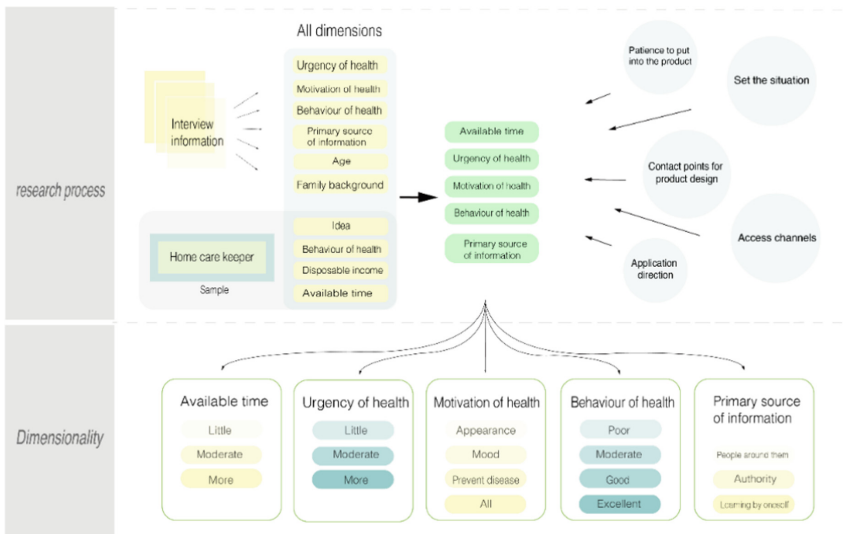 research process
All dimensions
Interview
information
Urgency of health
Motivation of health
Behaviour of health
Primary source
of information
Age
Family background
Home care keeper
Sample
Idea
Behaviour of health
Disposable income
Available time
Available time
Urgency of health
Motivation of health
Behaviour of health
Primary source
of information
Patience to put
into the product
Set the situation
Contact points for
product design
Access channels
Application
direction
Dimensionality
Available time
Little
Moderate
More
Urgency of health
Little
Moderate
More
Motivation of health
Appearance
Mood
Prevent disease
All
Behaviour of health
Poor
Moderate
Good
Excellent
Primary source
of information
People around them
Authority
Learning by oneself